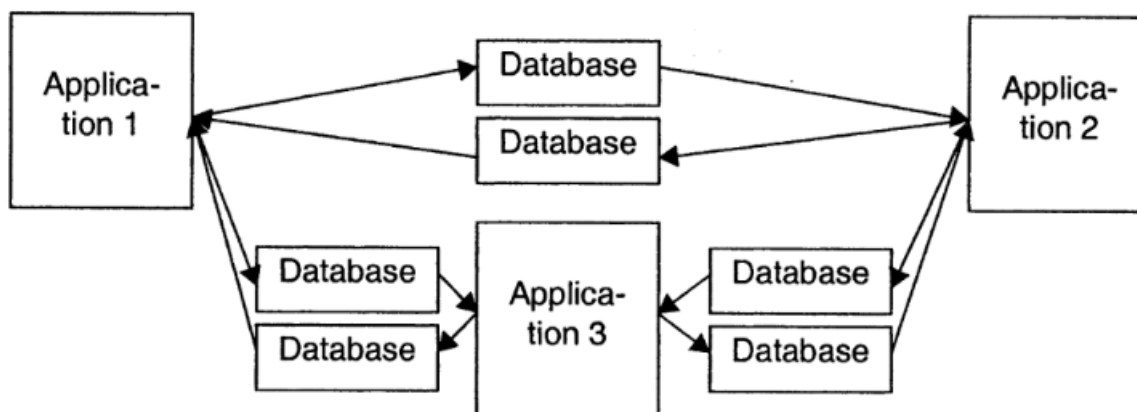 Applica-
tion 1
Database
Database
Applica-
tion 2
Database
Database
Applica-
tion 3
Database
Database